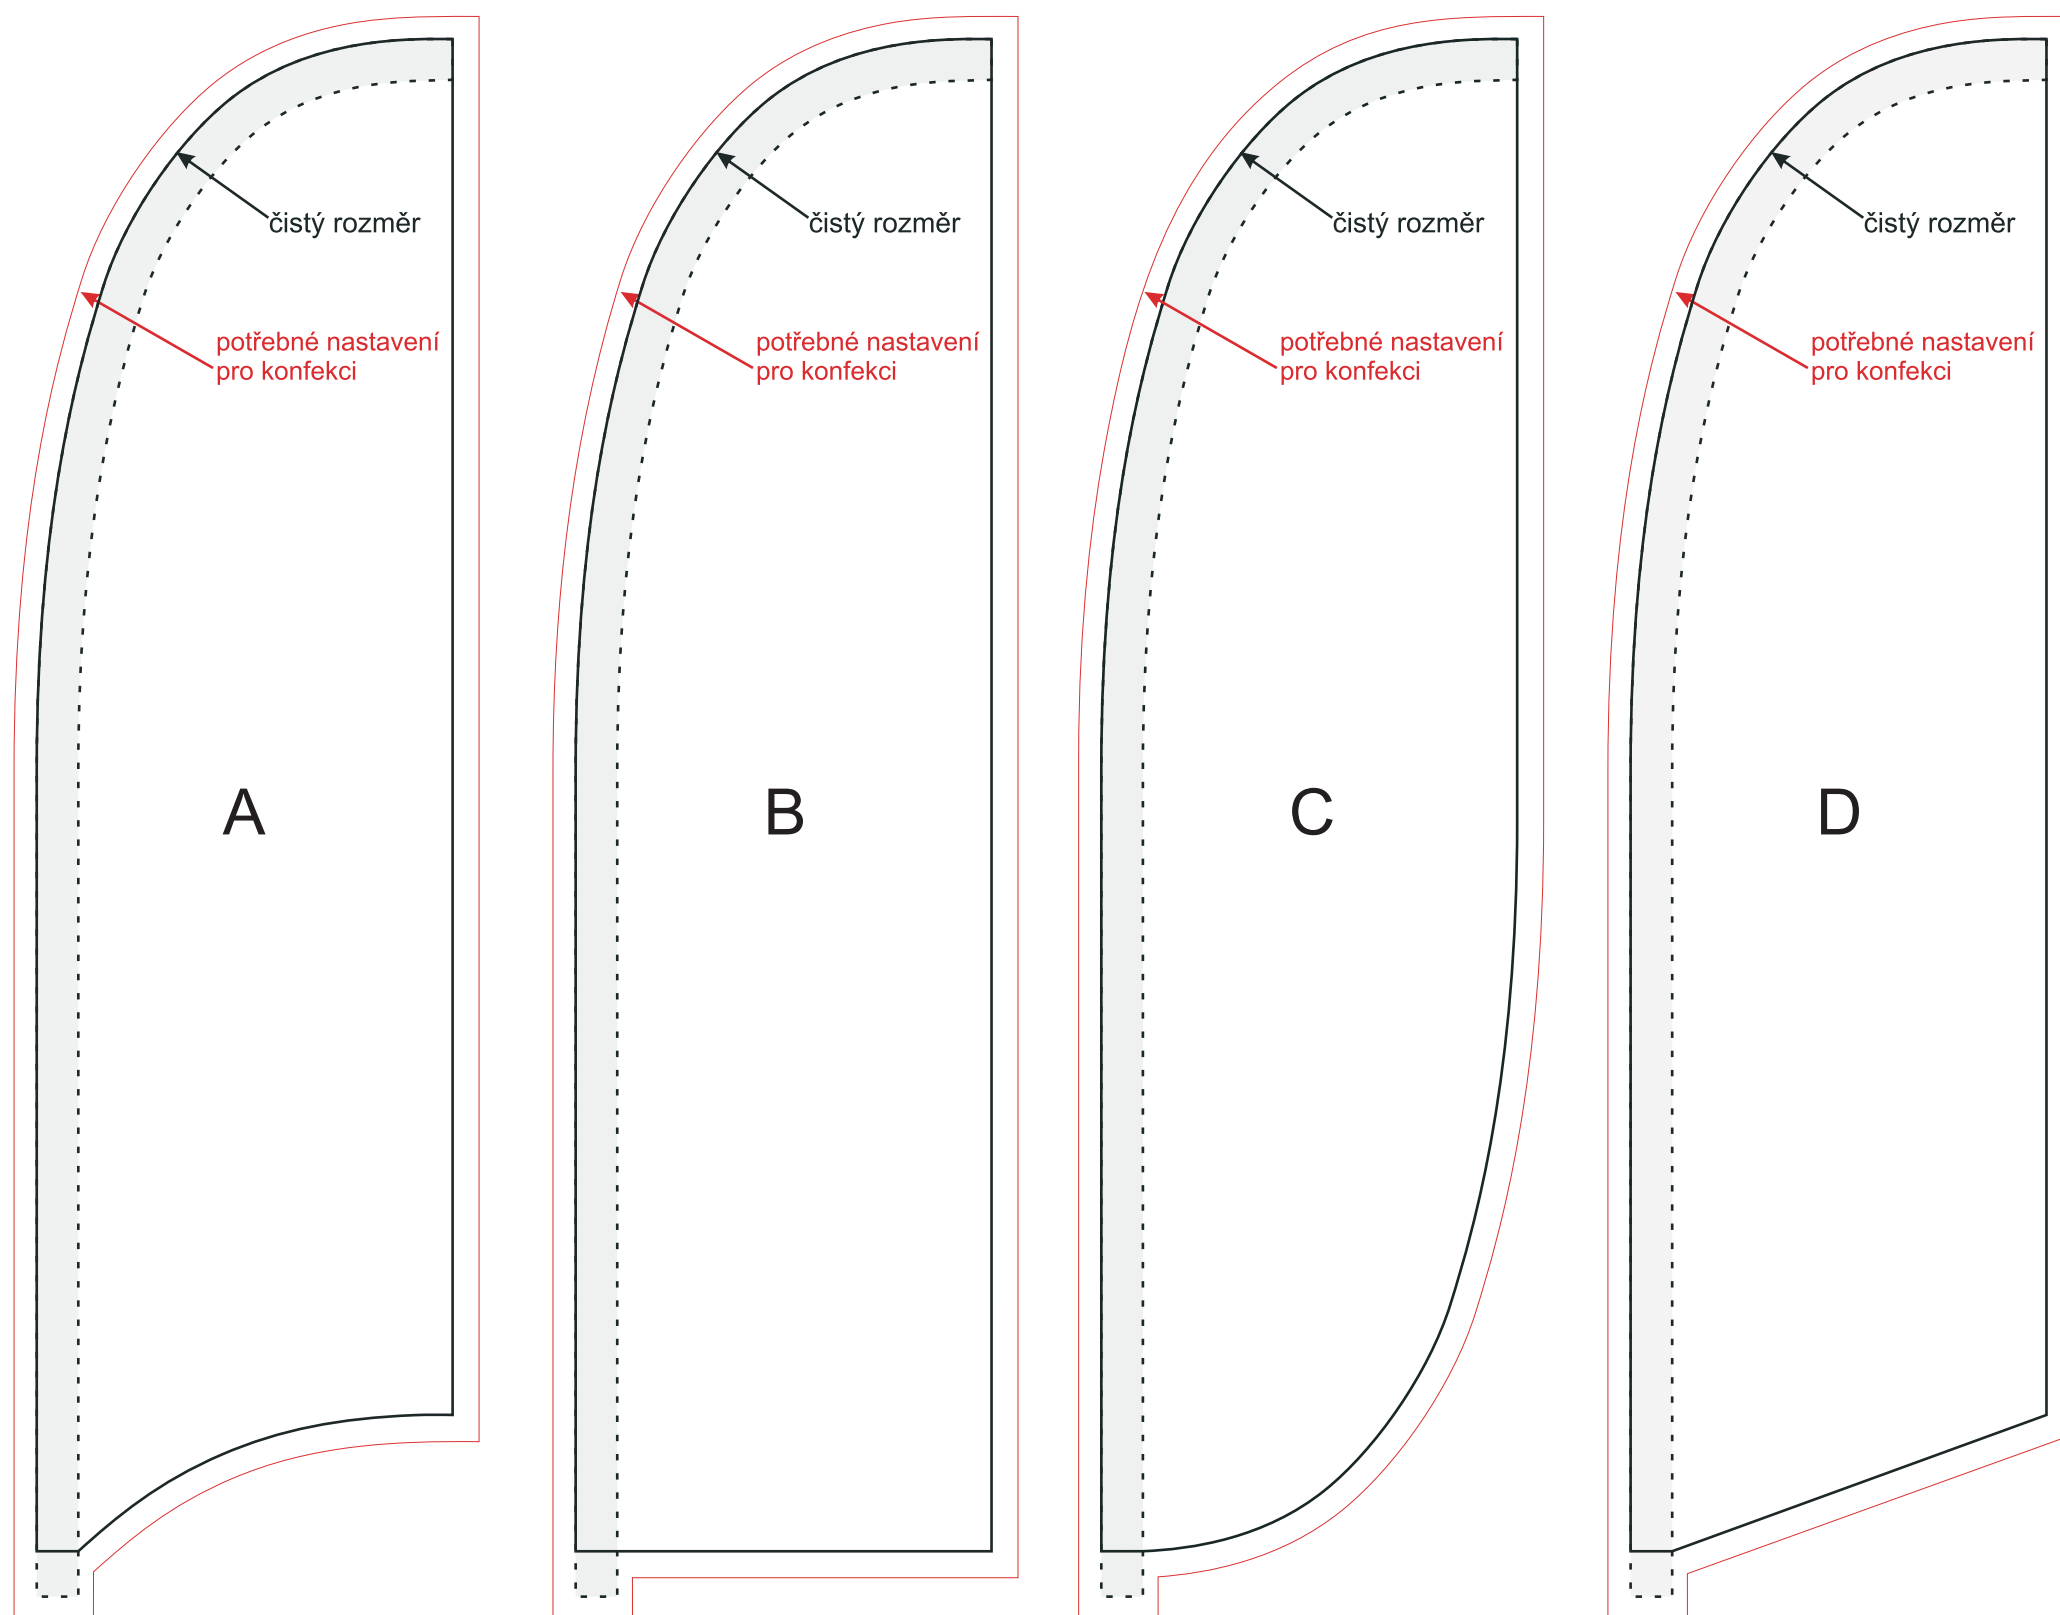 čistý rozměr
potřebné nastavení
pro konfekci
A
čistý rozměr
potřebné nastavení
pro konfekci
B
čistý rozměr
potřebné nastavení
pro konfekci
C
čistý rozměr
potřebné nastavení
pro konfekci
D